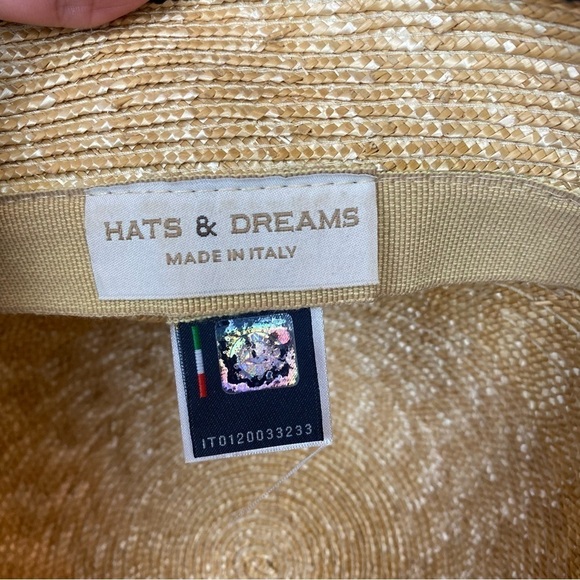 HATS & DREAMS
MADE IN ITALY
IT0120033233